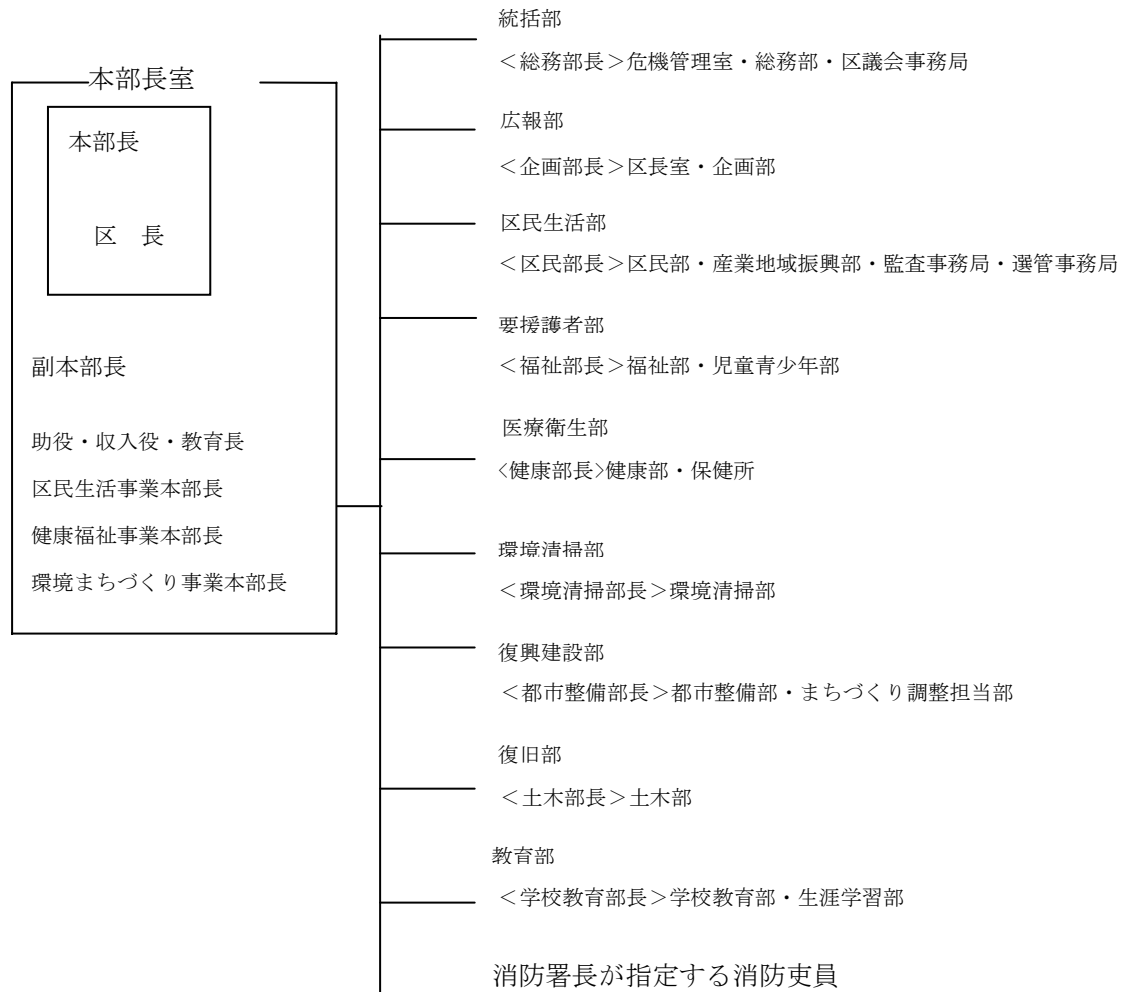 本部長室
本部長
区　長
副本部長
助役・収入役・教育長
区民生活事業本部長
健康福祉事業本部長
環境まちづくり事業本部長
統括部
＜総務部長＞危機管理室・総務部・区議会事務局
広報部
＜企画部長＞区長室・企画部
区民生活部
＜区民部長＞区民部・産業地域振興部・監査事務局・選管事務局
要援護者部
＜福祉部長＞福祉部・児童青少年部
医療衛生部
<健康部長>健康部・保健所
環境清掃部
＜環境清掃部長＞環境清掃部
復興建設部
＜都市整備部長＞都市整備部・まちづくり調整担当部
復旧部
＜土木部長＞土木部
教育部
＜学校教育部長＞学校教育部・生涯学習部
消防署長が指定する消防吏員